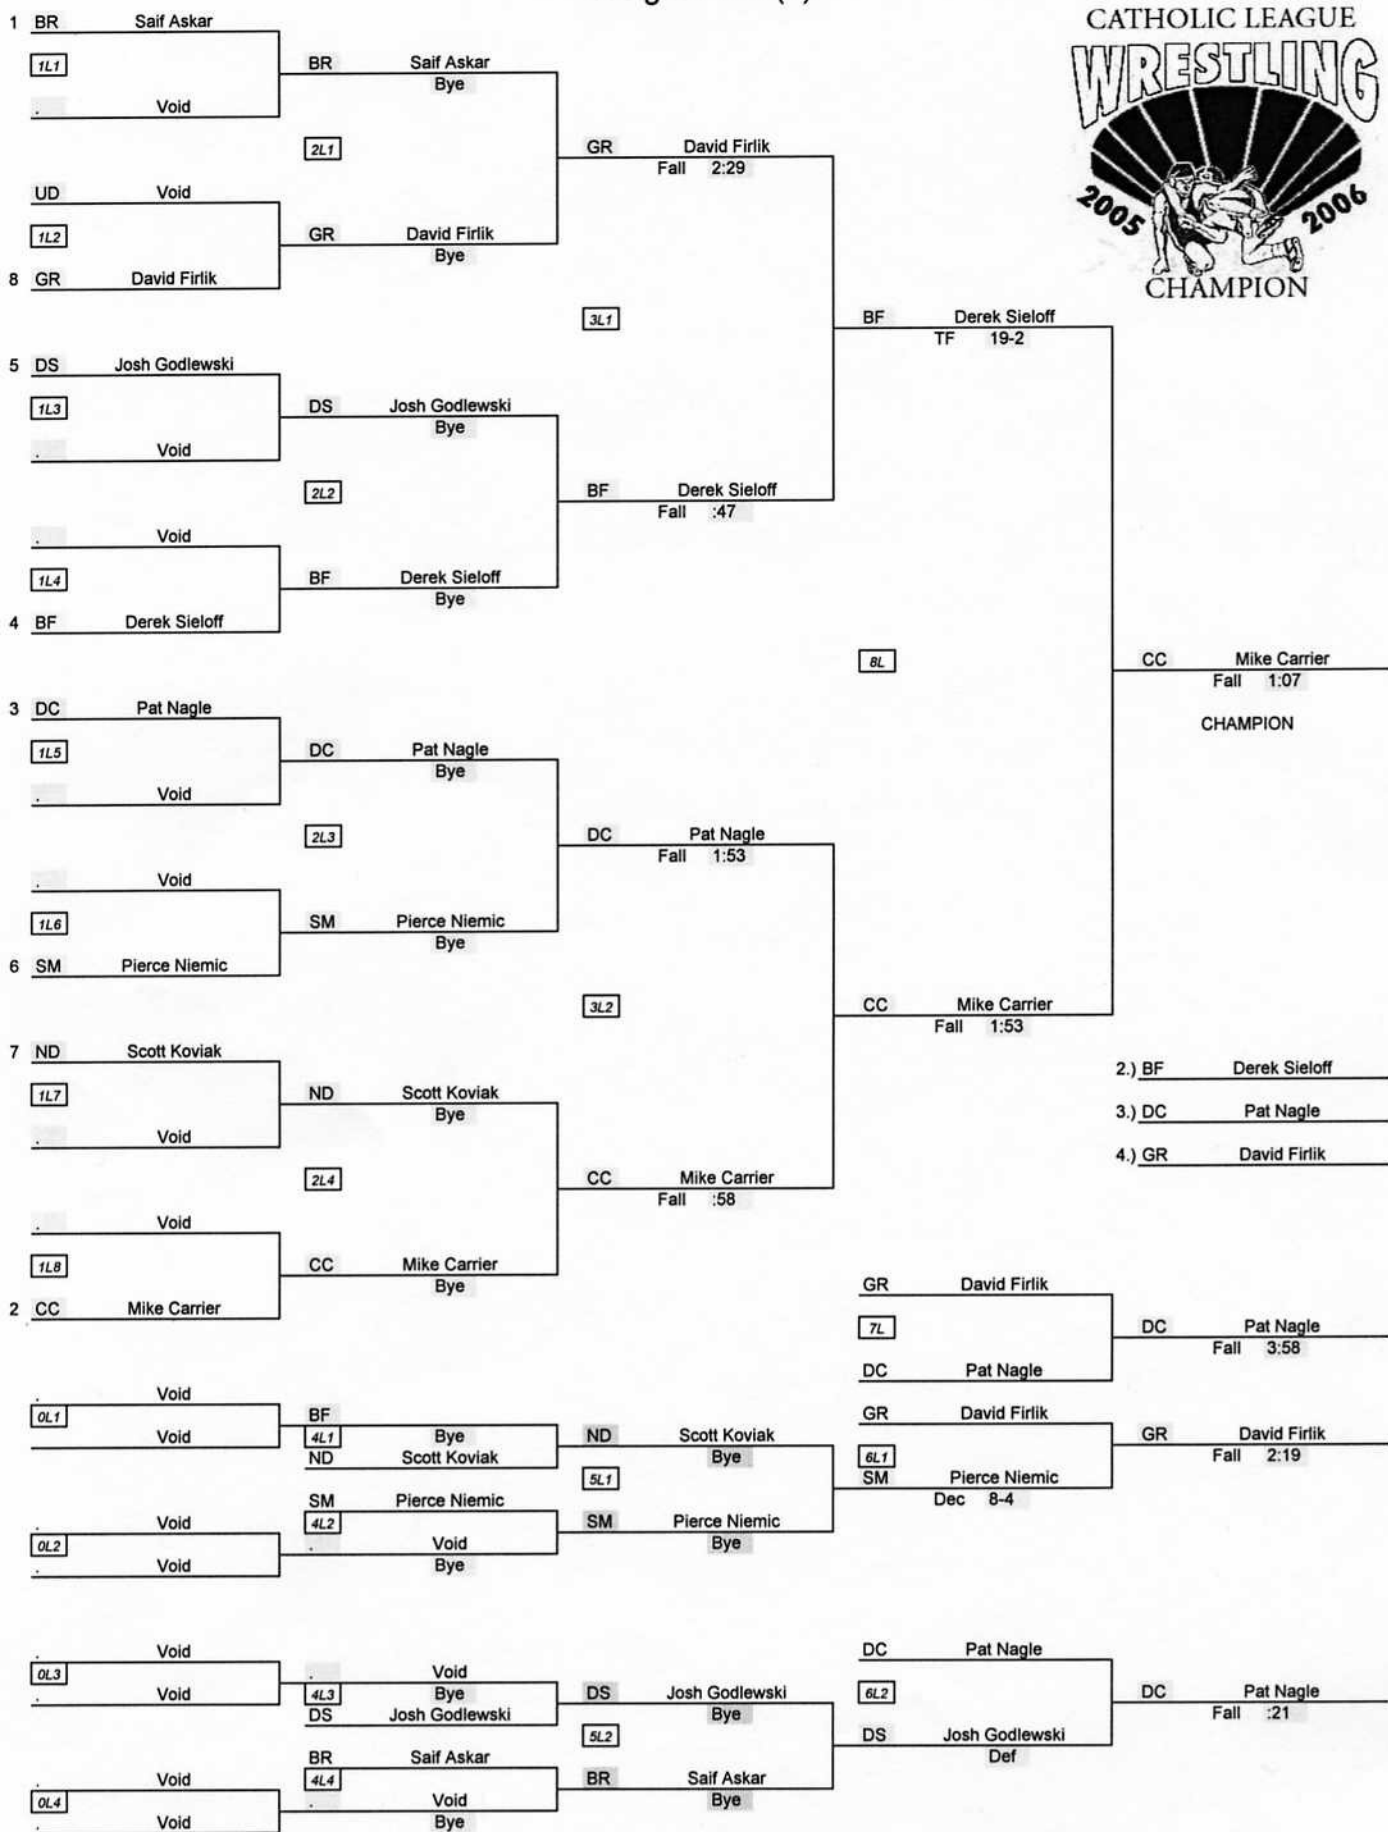 CATHOLIC LEAGUE
WRESTLING
2005 2006
CHAMPION
1 BR Saif Askar
1L1
. Void
BR Saif Askar
Bye
2L1
UD Void
1L2
8 GR David Firlik
GR David Firlik
Bye
GR David Firlik
Fall 2:29
3L1
5 DS Josh Godlewski
1L3
. Void
DS Josh Godlewski
Bye
2L2
. Void
1L4
4 BF Derek Sieloff
BF Derek Sieloff
Bye
BF Derek Sieloff
Fall :47
BF Derek Sieloff
TF 19-2
8L
3 DC Pat Nagle
1L5
. Void
DC Pat Nagle
Bye
2L3
. Void
1L6
6 SM Pierce Niemic
SM Pierce Niemic
Bye
DC Pat Nagle
Fall 1:53
3L2
7 ND Scott Koviak
1L7
. Void
ND Scott Koviak
Bye
2L4
. Void
1L8
2 CC Mike Carrier
CC Mike Carrier
Bye
CC Mike Carrier
Fall :58
CC Mike Carrier
Fall 1:53
CC Mike Carrier
Fall 1:07
CHAMPION
2.) BF Derek Sieloff
3.) DC Pat Nagle
4.) GR David Firlik
GR David Firlik
7L
DC Pat Nagle
DC Pat Nagle
Fall 3:58
. Void
0L1
Void
BF
4L1 Bye
ND Scott Koviak
ND Scott Koviak
Bye
5L1
. Void
0L2
. Void
SM Pierce Niemic
4L2
. Void
Bye
SM Pierce Niemic
Bye
GR David Firlik
6L1
SM Pierce Niemic
Dec 8-4
GR David Firlik
Fall 2:19
. Void
0L3
. Void
. Void
4L3 Bye
DS Josh Godlewski
DS Josh Godlewski
Bye
5L2
. Void
0L4
. Void
BR Saif Askar
4L4
. Void
Bye
BR Saif Askar
Bye
DC Pat Nagle
6L2
DS Josh Godlewski
Def
DC Pat Nagle
Fall :21